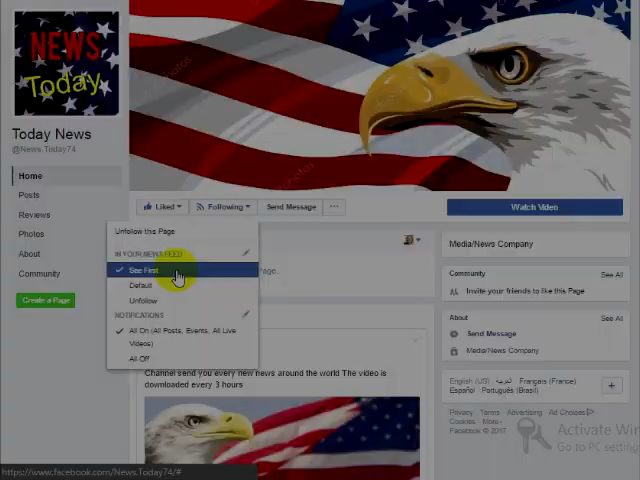 NEWS
Today
Today News
@News.Today74
Home
Posts
Reviews
Photos
About
Community
Create a Page
Liked
Following
Send Message
Watch Video
Unfollow this Page
IN YOUR NEWS FEED
See First
Default
Unfollow
NOTIFICATIONS
All On (All Posts, Events, All Live
Videos)
All Off
age.
Channel send you every new news around the world The video is
downloaded every 3 hours
Media/News Company
Community
See All
Invite your friends to like this Page
About
See All
Send Message
Media/News Company
English (US) · العربية · Français (France)
Español · Português (Brasil)
Privacy · Terms · Advertising · Ad Choices
Cookies · More
Facebook © 2017
Activate Win
Go to PC settings
https://www.facebook.com/News.Today74/#